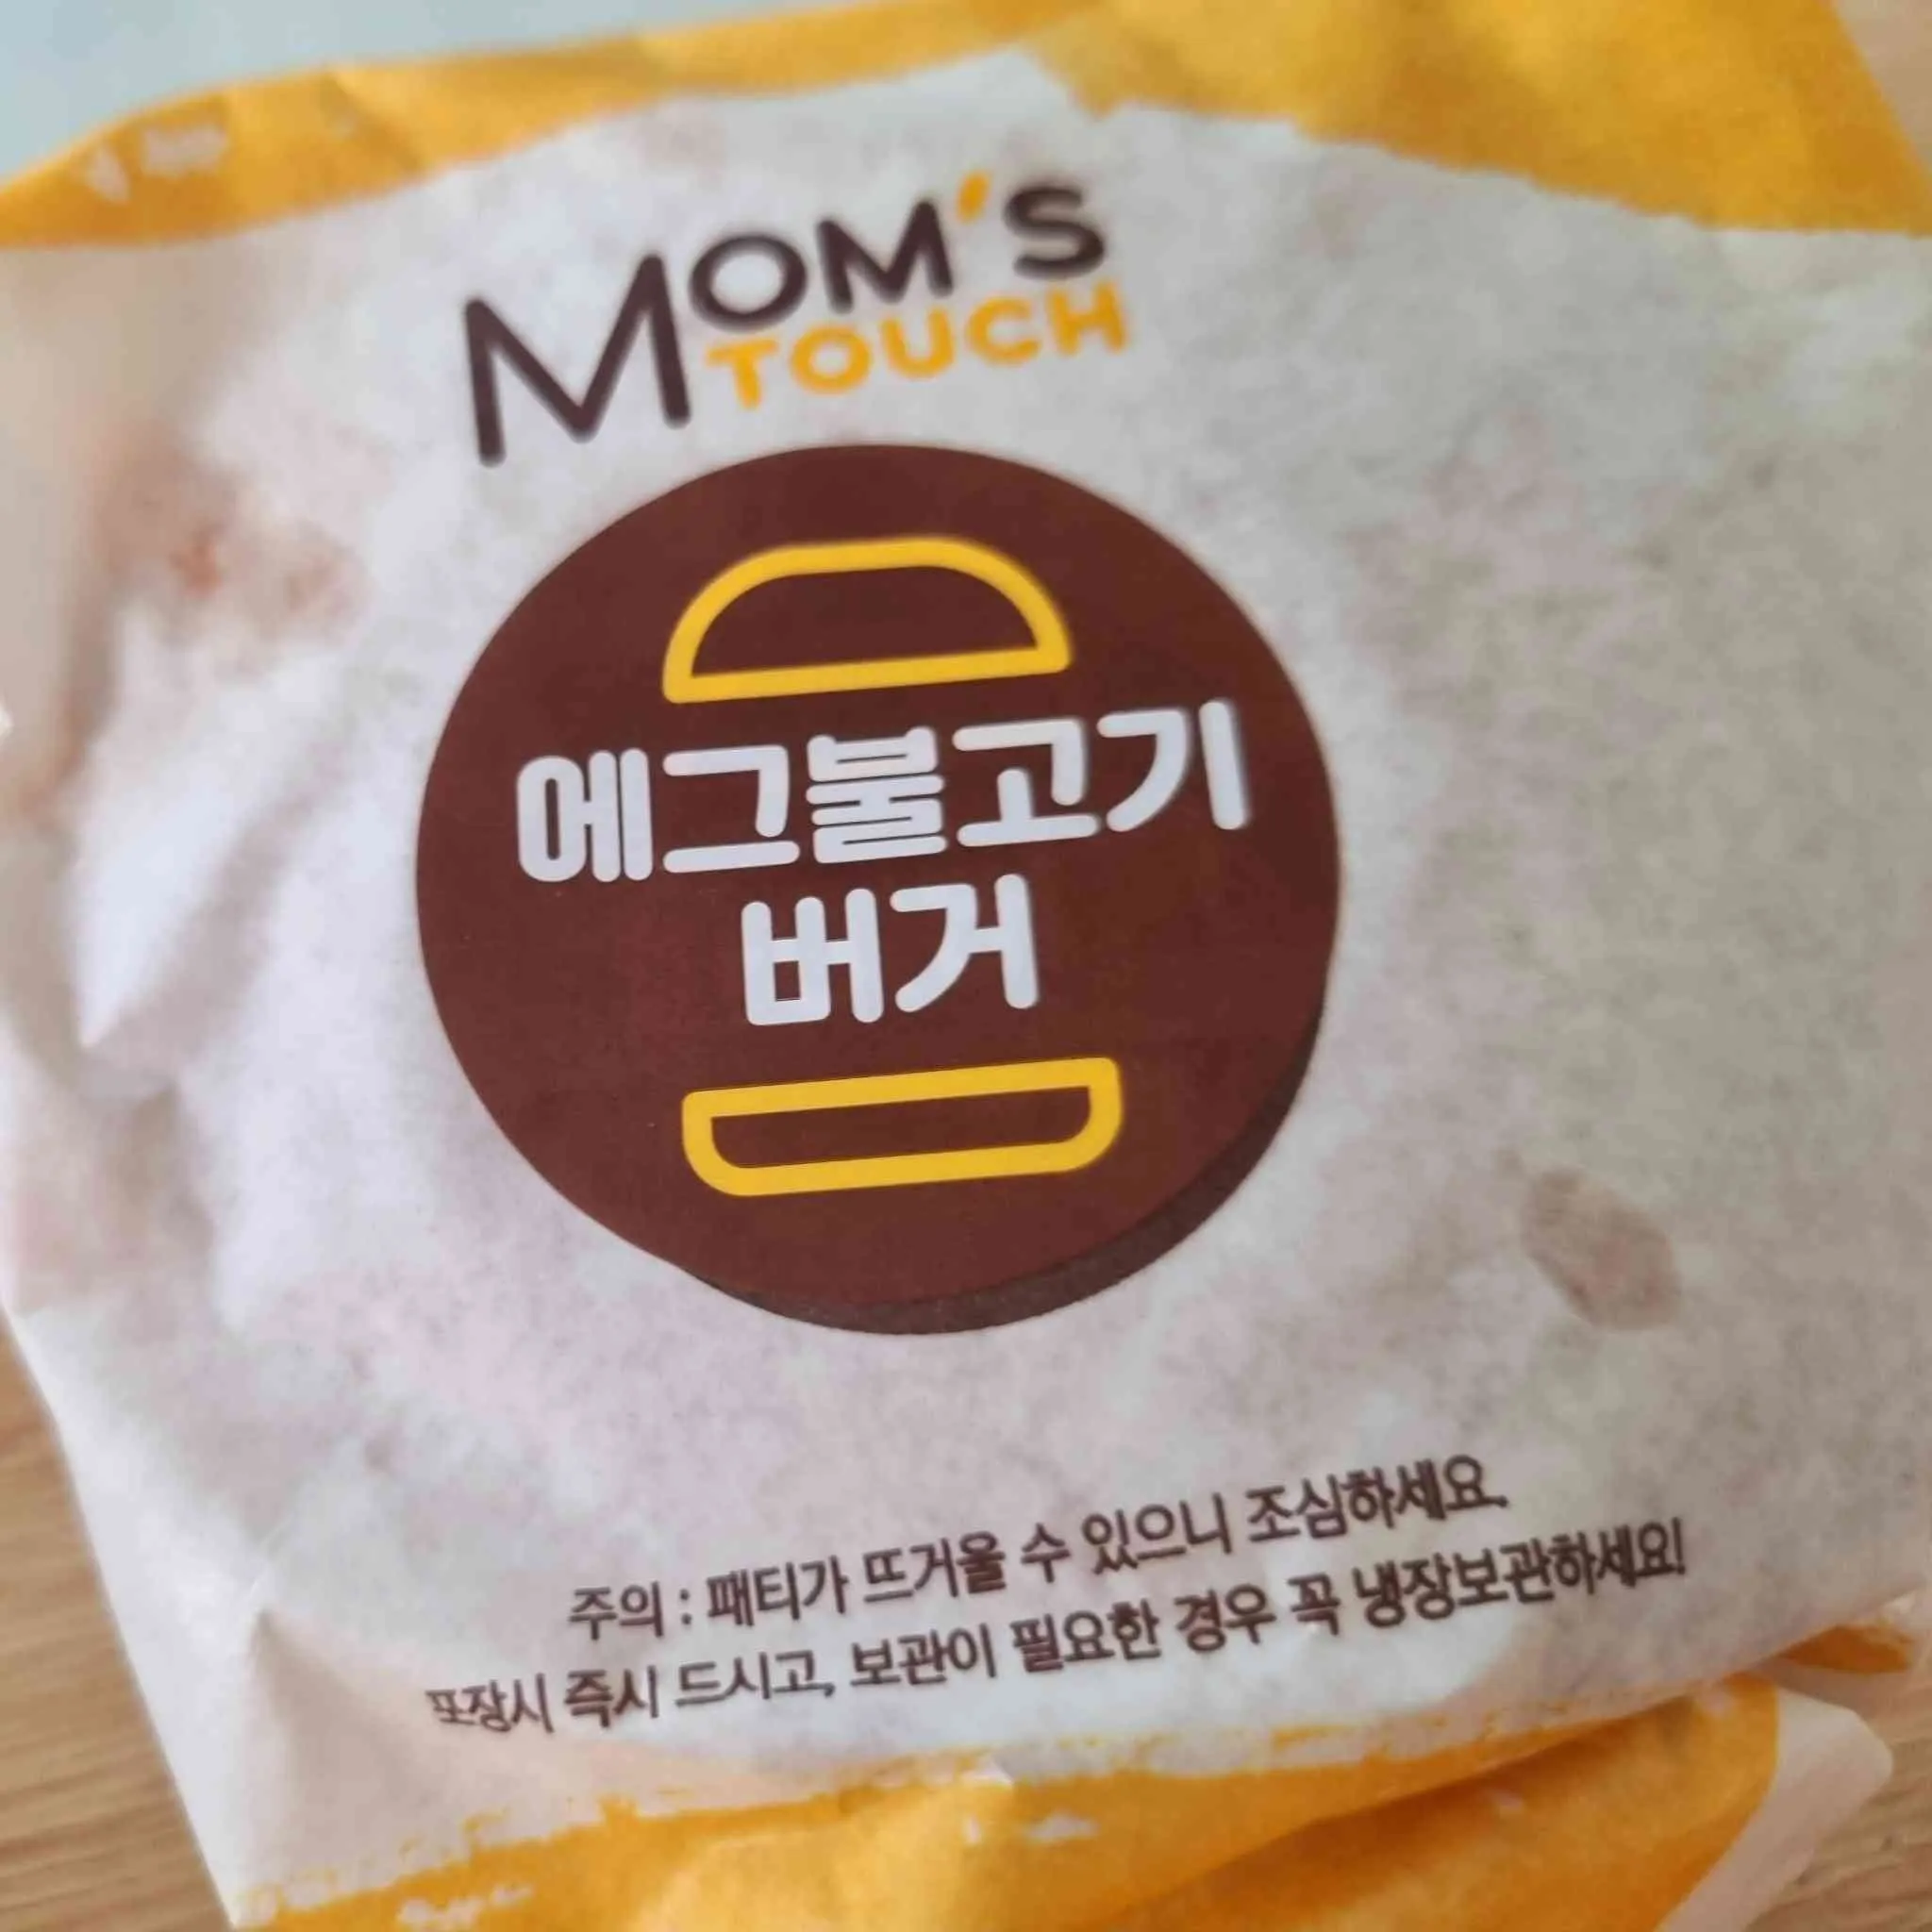 MOM'S
TOUCH
에그불고기
버거
주의 : 패티가 뜨거울 수 있으니 조심하세요.
포장시 즉시 드시고, 보관이 필요한 경우 꼭 냉장보관하세요!